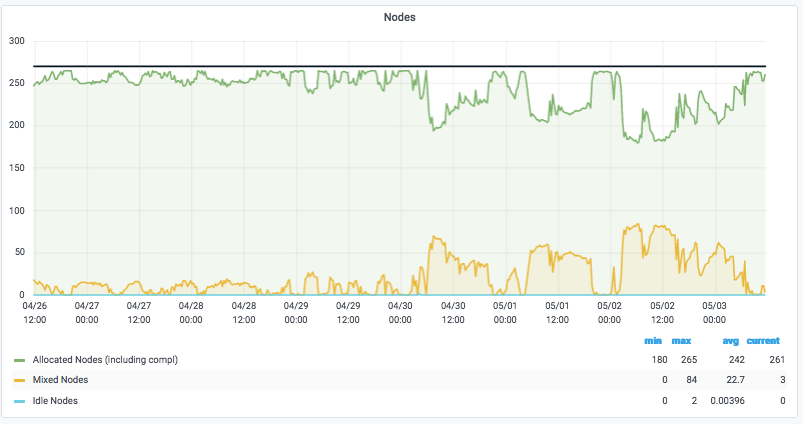 Nodes
300
250
200
150
100
50
0
04/26 04/27 04/27 04/28 04/28 04/29 04/29 04/30 04/30 05/01 05/01 05/02 05/02 05/03
12:00 00:00 12:00 00:00 12:00 00:00 12:00 00:00 12:00 00:00 12:00 00:00 12:00 00:00
min max avg current
Allocated Nodes (including compl) 180 265 242 261
Mixed Nodes 0 84 22.7 3
Idle Nodes 0 2 0.00396 0